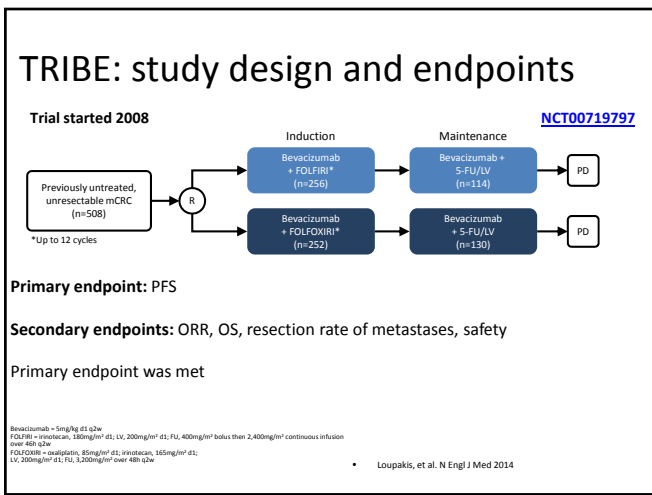 TRIBE: study design and endpoints
Trial started 2008
NCT00719797
Induction
Maintenance
Previously untreated,
unresectable mCRC
(n=508)
R
Bevacizumab
+ FOLFIRI*
(n=256)
Bevacizumab +
5-FU/LV
(n=114)
PD
Bevacizumab
+ FOLFOXIRI*
(n=252)
Bevacizumab
+ 5-FU/LV
(n=130)
PD
*Up to 12 cycles
Primary endpoint: PFS
Secondary endpoints: ORR, OS, resection rate of metastases, safety
Primary endpoint was met
Bevacizumab = 5mg/kg d1 q2w
FOLFIRI = irinotecan, 180mg/m² d1; LV, 200mg/m² d1; FU, 400mg/m² bolus then 2,400mg/m² continuous infusion
over 46h q2w
FOLFOXIRI = oxaliplatin, 85mg/m² d1; irinotecan, 165mg/m² d1;
LV, 200mg/m² d1; FU, 3,200mg/m² over 48h q2w
• Loupakis, et al. N Engl J Med 2014